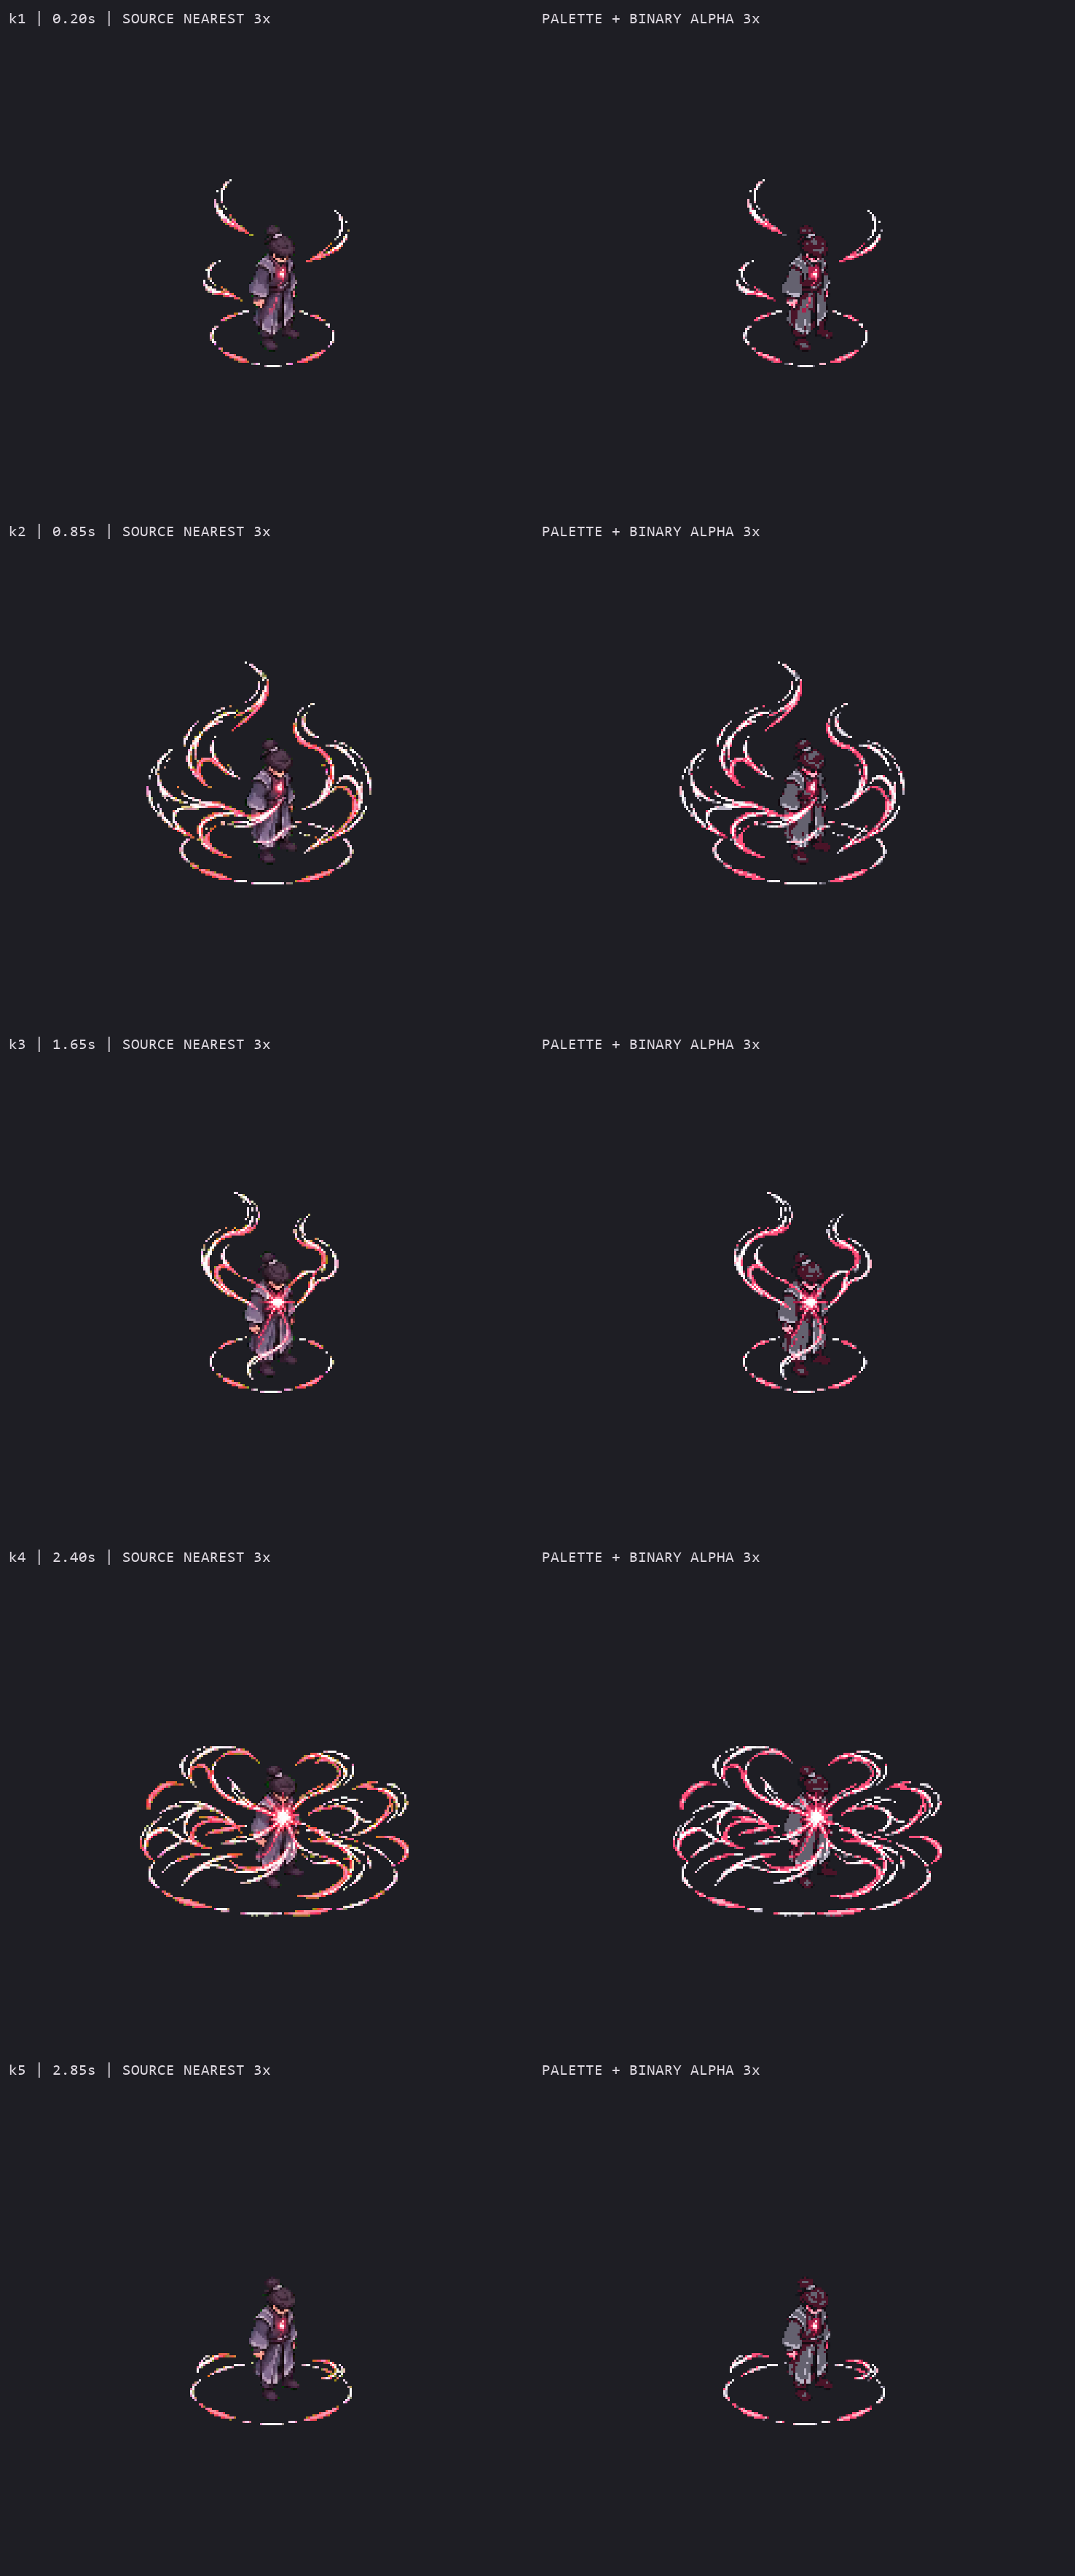 k1 | 0.20s | SOURCE NEAREST 3x
PALETTE + BINARY ALPHA 3x
k2 | 0.85s | SOURCE NEAREST 3x
PALETTE + BINARY ALPHA 3x
k3 | 1.65s | SOURCE NEAREST 3x
PALETTE + BINARY ALPHA 3x
k4 | 2.40s | SOURCE NEAREST 3x
PALETTE + BINARY ALPHA 3x
k5 | 2.85s | SOURCE NEAREST 3x
PALETTE + BINARY ALPHA 3x